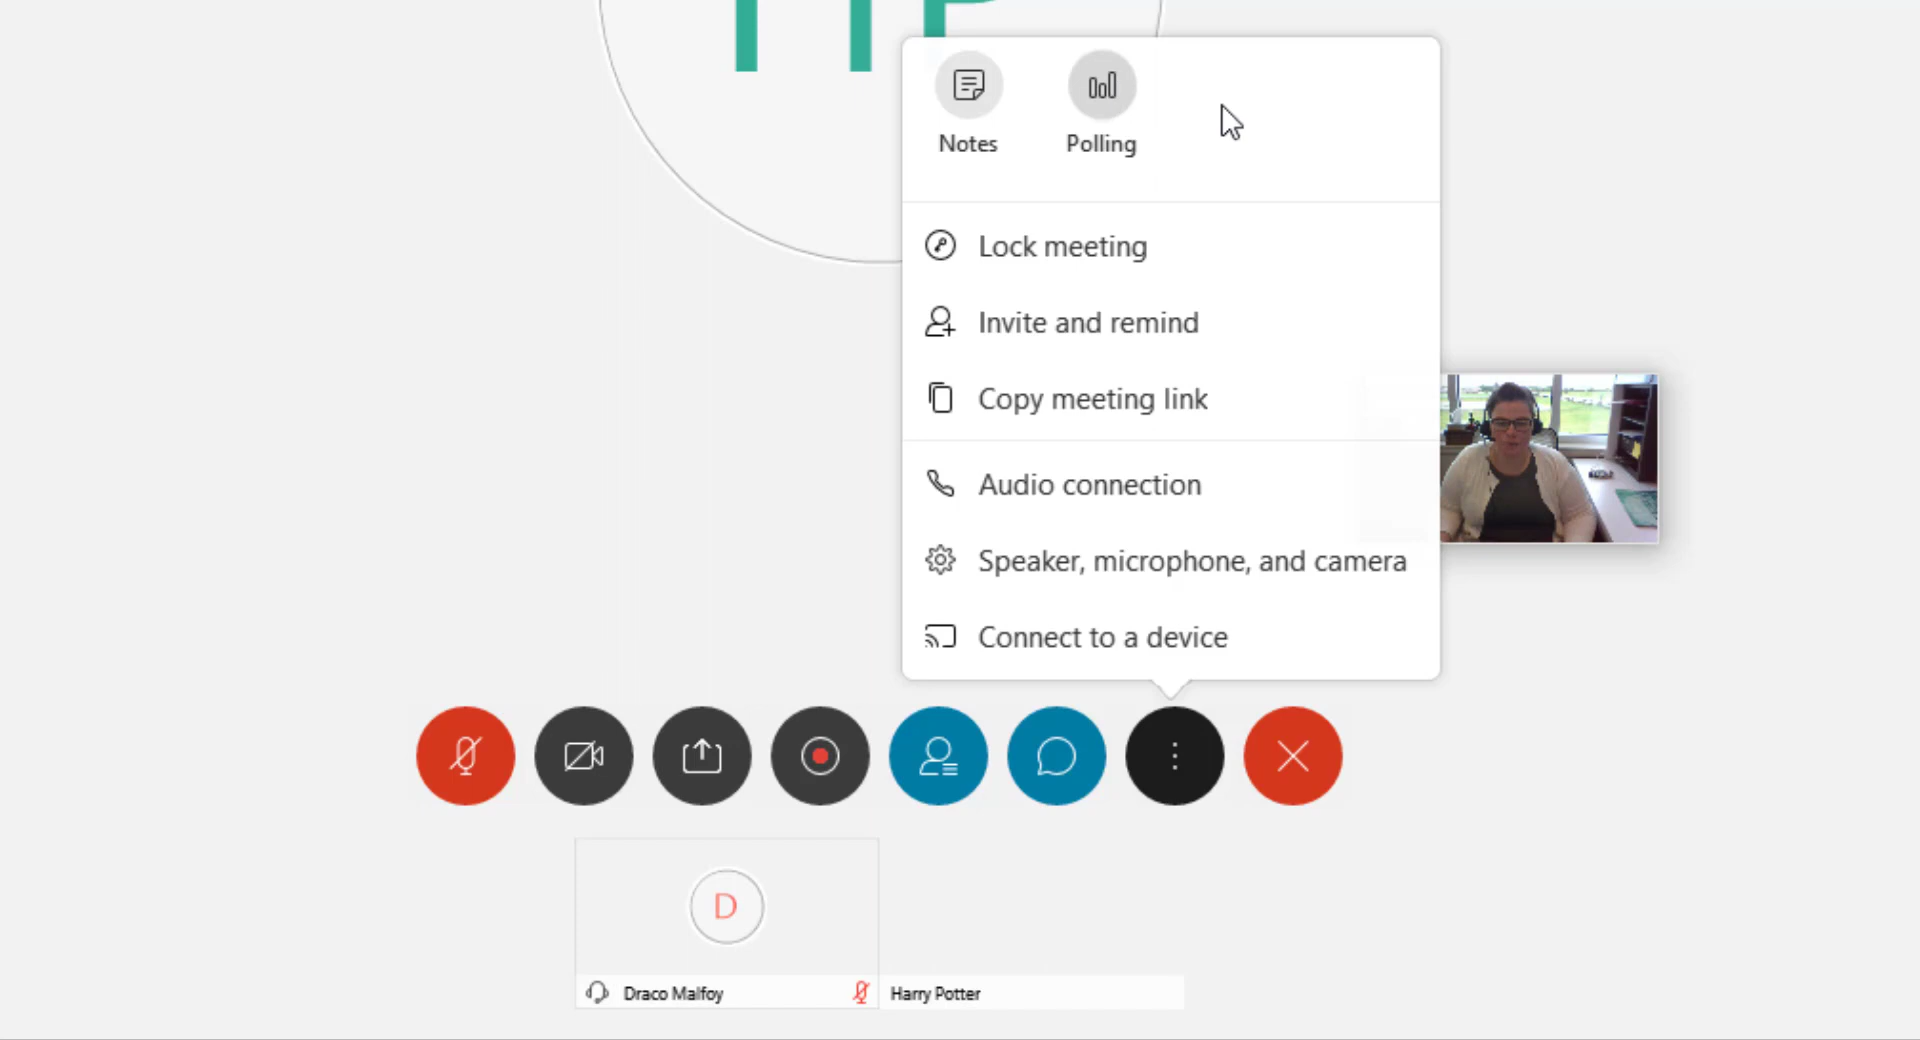 HP
Notes
Polling
Lock meeting
Invite and remind
Copy meeting link
Audio connection
Speaker, microphone, and camera
Connect to a device
D
Draco Malfoy
Harry Potter